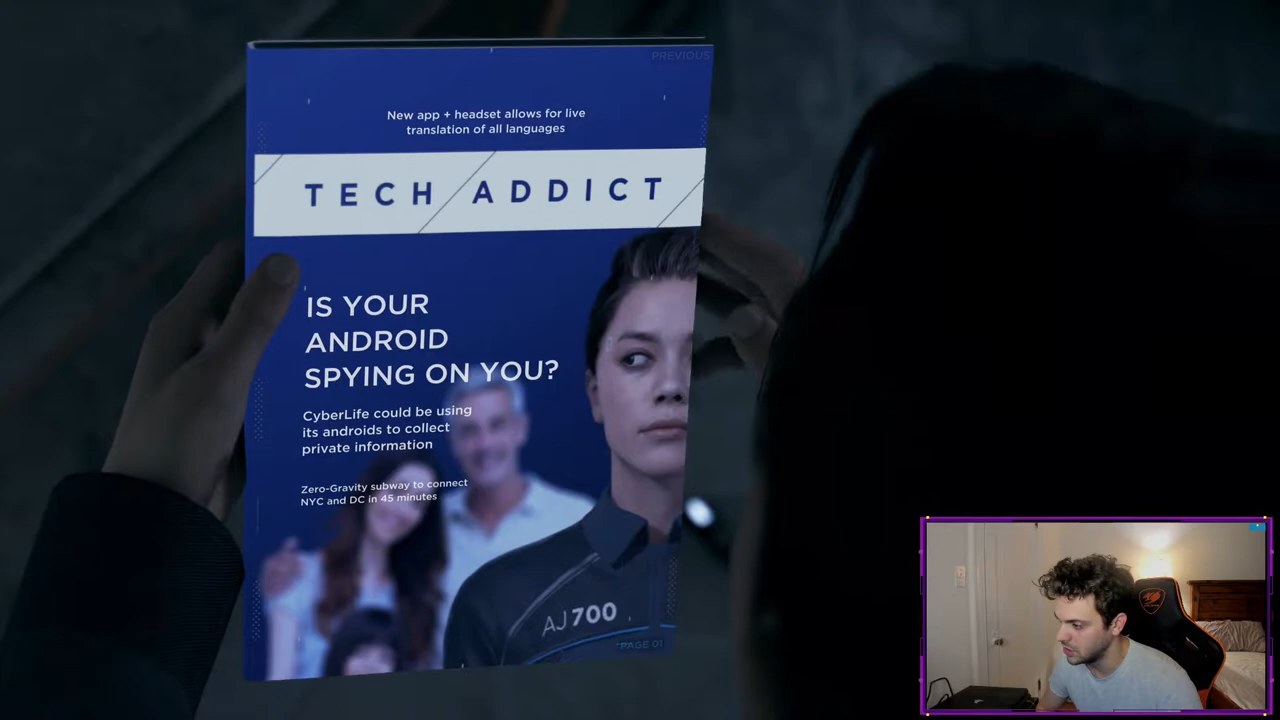 PREVIOUS
New app + headset allows for live
translation of all languages
TECH ADDICT
IS YOUR
ANDROID
SPYING ON YOU?
CyberLife could be using
its androids to collect
private information
Zero-Gravity subway to connect
NYC and DC in 45 minutes
AJ700
PAGE 01